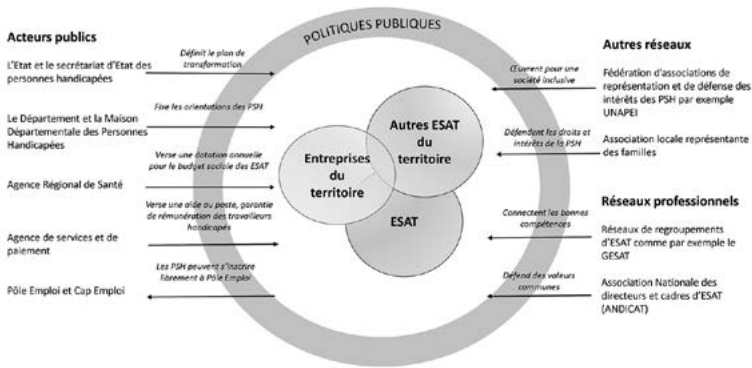 POLITIQUES PUBLIQUES
Acteurs publics
L'Etat et le secrétariat d'Etat des
personnes handicapées
Définit le plan de
transformation
Le Département et la Maison
Départementale des Personnes
Handicapées
Fixe les orientations des PSH
Agence Régional de Santé
Verse une dotation annuelle
pour le budget sociale des ESAT
Agence de services et de
paiement
Verse une aide au poste, garantie
de rémunération des travailleurs
handicapés
Pôle Emploi et Cap Emploi
Les PSH peuvent s'inscrire
librement à Pôle Emploi
Entreprises
du
territoire
Autres ESAT
du
territoire
ESAT
Autres réseaux
Œuvrent pour une
société inclusive
Fédération d'associations de
représentation et de défense des
intérêts des PSH par exemple
UNAPEI
Défendent les droits et
intérêts de la PSH
Association locale représentante
des familles
Réseaux professionnels
Connectent les bonnes
compétences
Réseaux de regroupements
d'ESAT comme par exemple le
GESAT
Défend des valeurs
communes
Association Nationale des
directeurs et cadres d'ESAT
(ANDICAT)